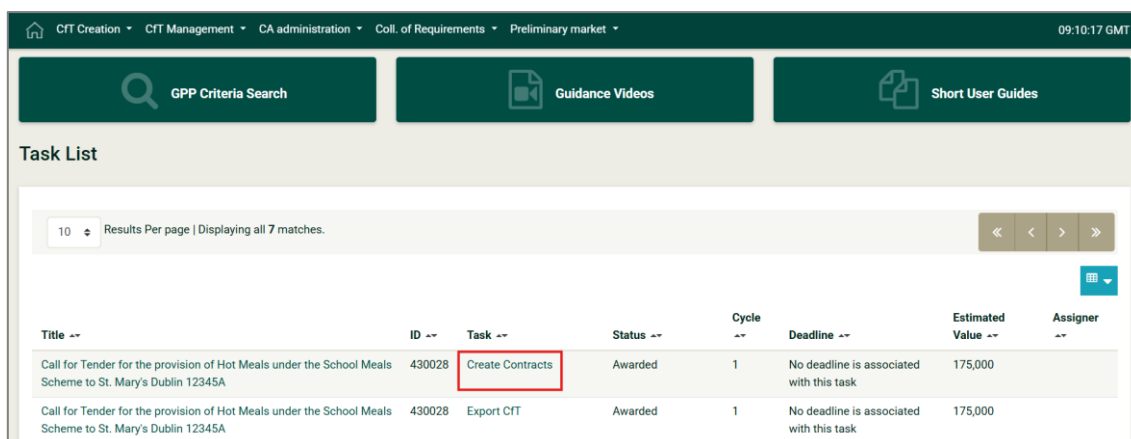 CfT Creation CfT Management CA administration Coll. of Requirements Preliminary market 09:10:17 GMT
GPP Criteria Search Guidance Videos Short User Guides
Task List
10 Results Per page | Displaying all 7 matches.
« < > »
Cycle Estimated Assigner
Title ID Task Status Deadline Value
Call for Tender for the provision of Hot Meals under the School Meals 430028 Create Contracts Awarded 1 No deadline is associated 175,000
Scheme to St. Mary's Dublin 12345A with this task
Call for Tender for the provision of Hot Meals under the School Meals 430028 Export CfT Awarded 1 No deadline is associated 175,000
Scheme to St. Mary's Dublin 12345A with this task